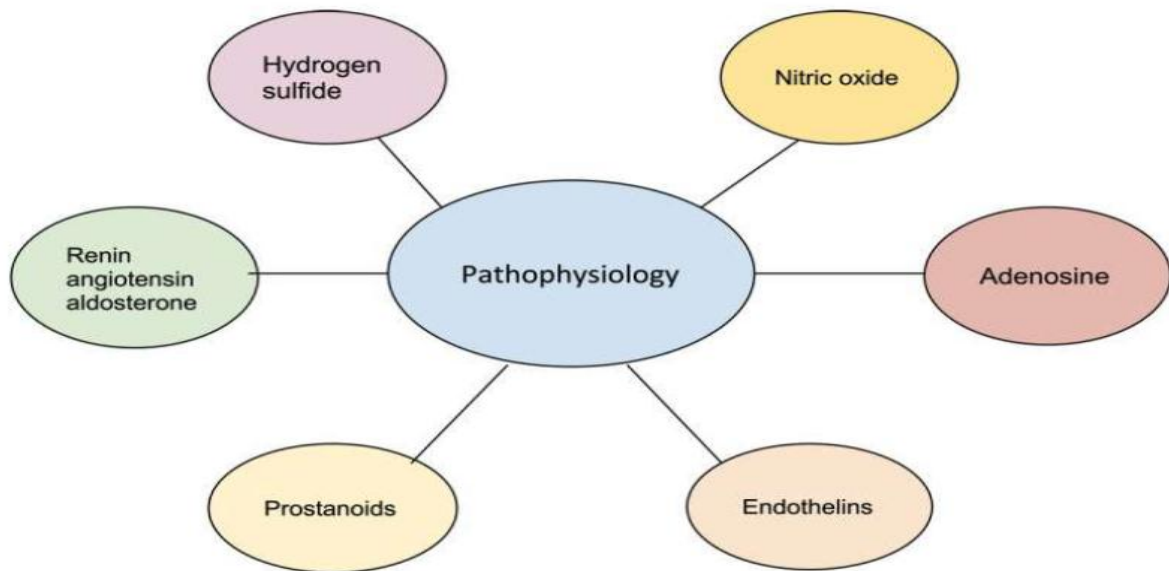 Hydrogen
sulfide
Nitric oxide
Renin
angiotensin
aldosterone
Pathophysiology
Adenosine
Prostanoids
Endothelins